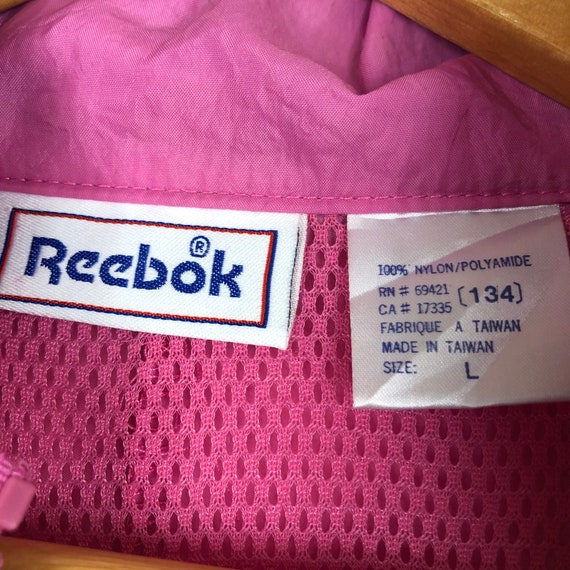 Reebok®
100% NYLON/POLYAMIDE
RN # 69421 [134]
CA # 17335
FABRIQUE A TAIWAN
MADE IN TAIWAN
SIZE: L